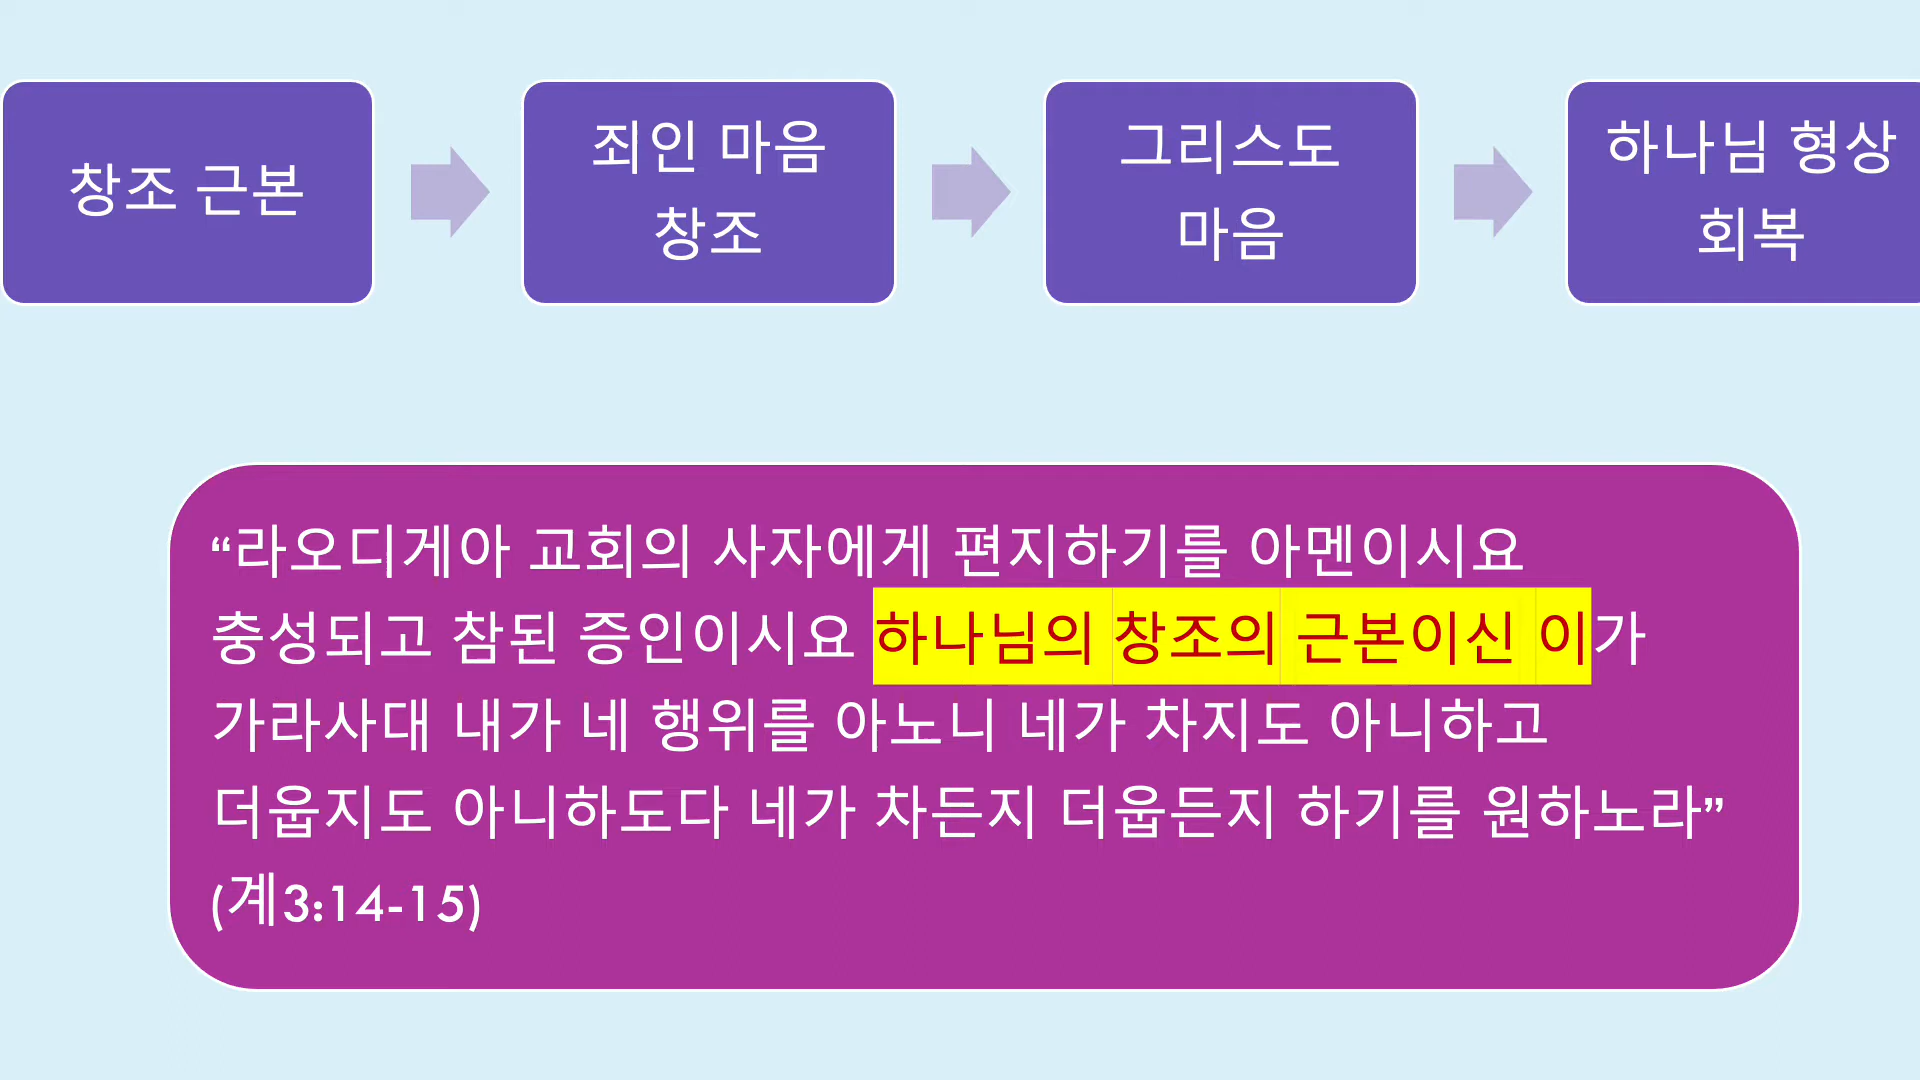 창조 근본
죄인 마음
창조
그리스도
마음
하나님 형상
회복
“라오디게아 교회의 사자에게 편지하기를 아멘이시요
충성되고 참된 증인이시요 하나님의 창조의 근본이신 이가
가라사대 내가 네 행위를 아노니 네가 차지도 아니하고
더웁지도 아니하도다 네가 차든지 더웁든지 하기를 원하노라”
(계3:14-15)